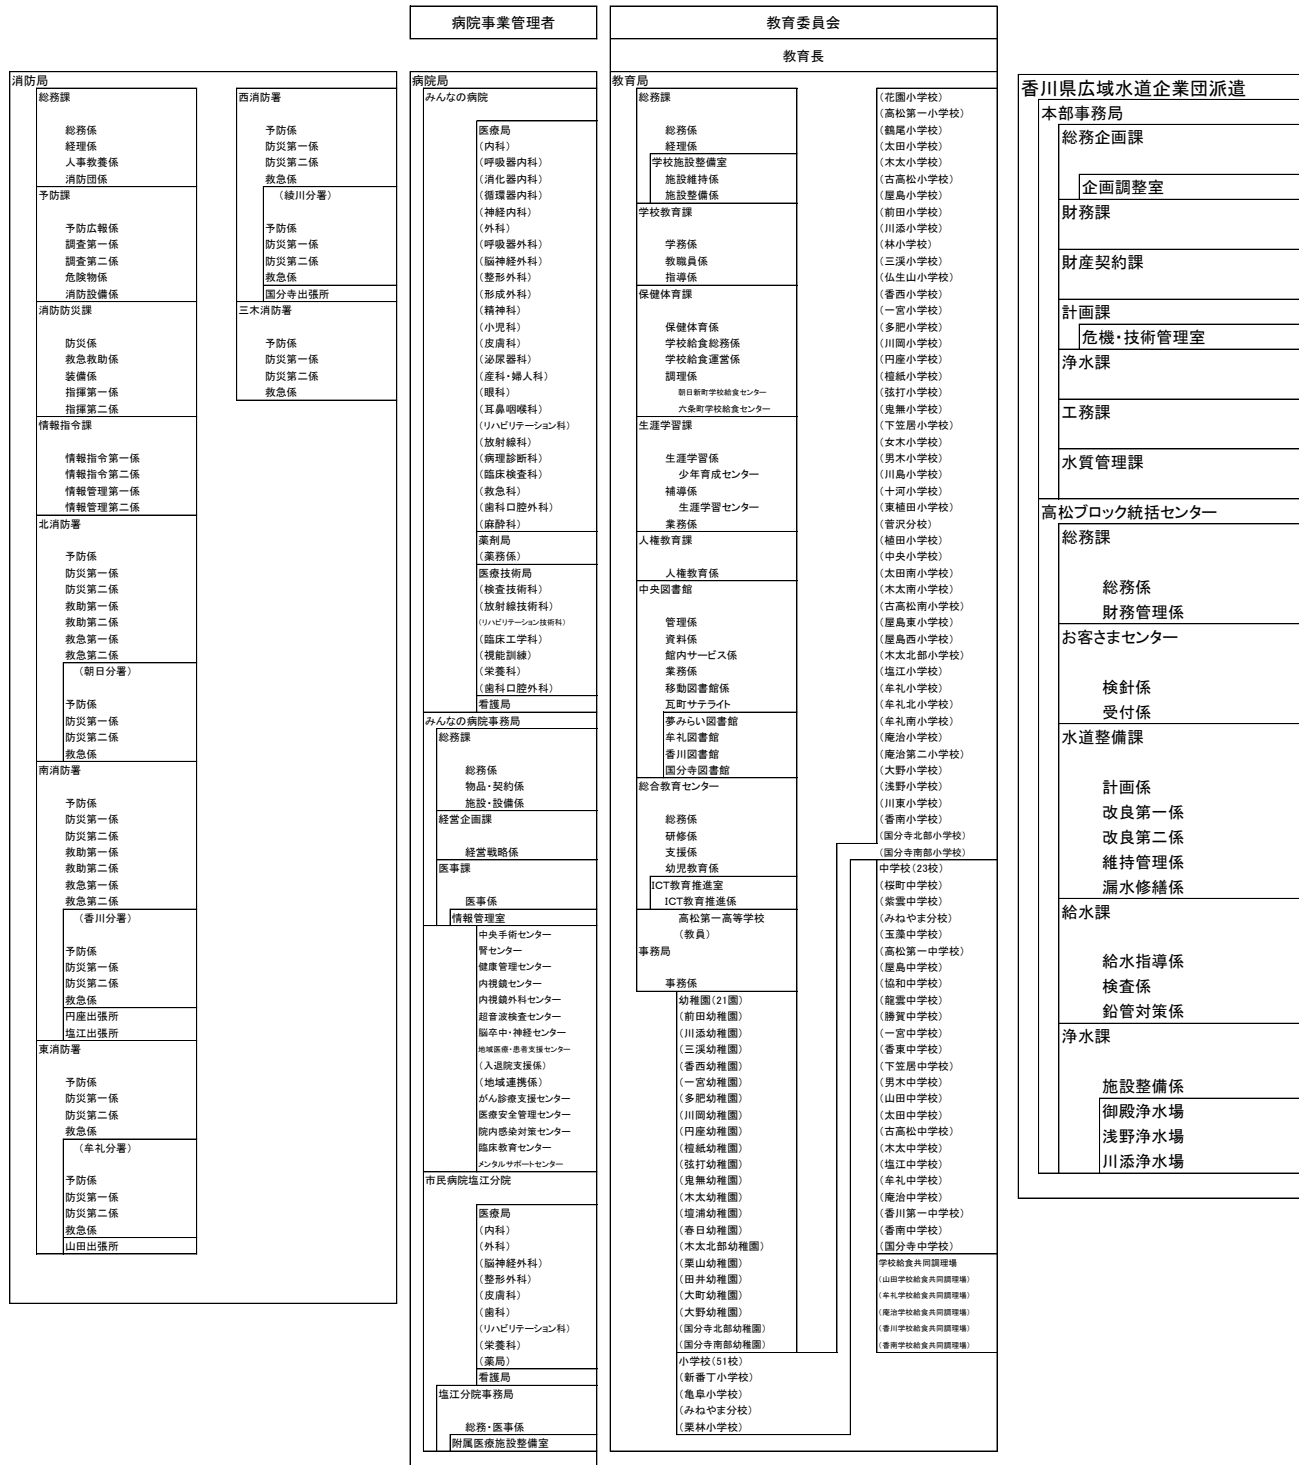 病院事業管理者
教育委員会
教育長
消防局
総務課
総務係
経理係
人事教養係
消防団係
予防課
予防広報係
調査第一係
調査第二係
危険物係
消防設備係
消防防災課
防災係
救急救助係
装備係
指揮第一係
指揮第二係
情報指令課
情報指令第一係
情報指令第二係
情報管理第一係
情報管理第二係
北消防署
予防係
防災第一係
防災第二係
救助第一係
救助第二係
救急第一係
救急第二係
(朝日分署)
予防係
防災第一係
防災第二係
救急係
南消防署
予防係
防災第一係
防災第二係
救助第一係
救助第二係
救急第一係
救急第二係
(香川分署)
予防係
防災第一係
防災第二係
救急係
円座出張所
塩江出張所
東消防署
予防係
防災第一係
防災第二係
救急係
(牟礼分署)
予防係
防災第一係
防災第二係
救急係
山田出張所
西消防署
予防係
防災第一係
防災第二係
救急係
(綾川分署)
予防係
防災第一係
防災第二係
救急係
国分寺出張所
三木消防署
予防係
防災第一係
防災第二係
救急係
病院局
みんなの病院
医療局
(内科)
(呼吸器内科)
(消化器内科)
(循環器内科)
(神経内科)
(外科)
(呼吸器外科)
(脳神経外科)
(整形外科)
(形成外科)
(精神科)
(小児科)
(皮膚科)
(泌尿器科)
(産科・婦人科)
(眼科)
(耳鼻咽喉科)
(リハビリテーション科)
(放射線科)
(病理診断科)
(臨床検査科)
(救急科)
(歯科口腔外科)
(麻酔科)
薬剤局
(薬務係)
医療技術局
(検査技術科)
(放射線技術科)
(リハビリテーション技術科)
(臨床工学科)
(視能訓練)
(栄養科)
(歯科口腔外科)
看護局
みんなの病院事務局
総務課
総務係
物品・契約係
施設・設備係
経営企画課
経営戦略係
医事課
医事係
情報管理室
中央手術センター
腎センター
健康管理センター
内視鏡センター
内視鏡外科センター
超音波検査センター
脳卒中・神経センター
地域医療・患者支援センター
(入退院支援係)
(地域連携係)
がん診療支援センター
医療安全管理センター
院内感染対策センター
臨床教育センター
メンタルサポートセンター
市民病院塩江分院
医療局
(内科)
(外科)
(脳神経外科)
(整形外科)
(皮膚科)
(歯科)
(リハビリテーション科)
(栄養科)
(薬局)
看護局
塩江分院事務局
総務・医事係
附属医療施設整備室
教育局
総務課
総務係
経理係
学校施設整備室
施設維持係
施設整備係
学校教育課
学務係
教職員係
指導係
保健体育課
保健体育係
学校給食総務係
学校給食運営係
調理係
朝日新町学校給食センター
六条町学校給食センター
生涯学習課
生涯学習係
少年育成センター
補導係
生涯学習センター
業務係
人権教育課
人権教育係
中央図書館
管理係
資料係
館内サービス係
業務係
移動図書館係
瓦町サテライト
夢みらい図書館
牟礼図書館
香川図書館
国分寺図書館
総合教育センター
総務係
研修係
支援係
幼児教育係
ICT教育推進室
ICT教育推進係
高松第一高等学校
(教員)
事務局
事務係
幼稚園(21園)
(前田幼稚園)
(川添幼稚園)
(三渓幼稚園)
(香西幼稚園)
(一宮幼稚園)
(多肥幼稚園)
(川岡幼稚園)
(円座幼稚園)
(檀紙幼稚園)
(弦打幼稚園)
(鬼無幼稚園)
(木太幼稚園)
(壇浦幼稚園)
(春日幼稚園)
(木太北部幼稚園)
(栗山幼稚園)
(田井幼稚園)
(大町幼稚園)
(大野幼稚園)
(国分寺北部幼稚園)
(国分寺南部幼稚園)
小学校(51校)
(新番丁小学校)
(亀阜小学校)
(みねやま分校)
(栗林小学校)
(花園小学校)
(高松第一小学校)
(鶴尾小学校)
(太田小学校)
(木太小学校)
(古高松小学校)
(屋島小学校)
(前田小学校)
(川添小学校)
(林小学校)
(三渓小学校)
(仏生山小学校)
(香西小学校)
(一宮小学校)
(多肥小学校)
(川岡小学校)
(円座小学校)
(檀紙小学校)
(弦打小学校)
(鬼無小学校)
(下笠居小学校)
(女木小学校)
(男木小学校)
(川島小学校)
(十河小学校)
(東植田小学校)
(菅沢分校)
(植田小学校)
(中央小学校)
(太田南小学校)
(木太南小学校)
(古高松南小学校)
(屋島東小学校)
(屋島西小学校)
(木太北部小学校)
(塩江小学校)
(牟礼小学校)
(牟礼北小学校)
(牟礼南小学校)
(庵治小学校)
(庵治第二小学校)
(大野小学校)
(浅野小学校)
(川東小学校)
(香南小学校)
(国分寺北部小学校)
(国分寺南部小学校)
中学校(23校)
(桜町中学校)
(紫雲中学校)
(みねやま分校)
(玉藻中学校)
(高松第一中学校)
(屋島中学校)
(協和中学校)
(龍雲中学校)
(勝賀中学校)
(一宮中学校)
(香東中学校)
(下笠居中学校)
(男木中学校)
(山田中学校)
(太田中学校)
(古高松中学校)
(木太中学校)
(塩江中学校)
(牟礼中学校)
(庵治中学校)
(香川第一中学校)
(香南中学校)
(国分寺中学校)
学校給食共同調理場
(山田学校給食共同調理場)
(牟礼学校給食共同調理場)
(庵治学校給食共同調理場)
(香川学校給食共同調理場)
(香南学校給食共同調理場)
香川県広域水道企業団派遣
本部事務局
総務企画課
企画調整室
財務課
財産契約課
計画課
危機・技術管理室
浄水課
工務課
水質管理課
高松ブロック統括センター
総務課
総務係
財務管理係
お客さまセンター
検針係
受付係
水道整備課
計画係
改良第一係
改良第二係
維持管理係
漏水修繕係
給水課
給水指導係
検査係
鉛管対策係
浄水課
施設整備係
御殿浄水場
浅野浄水場
川添浄水場